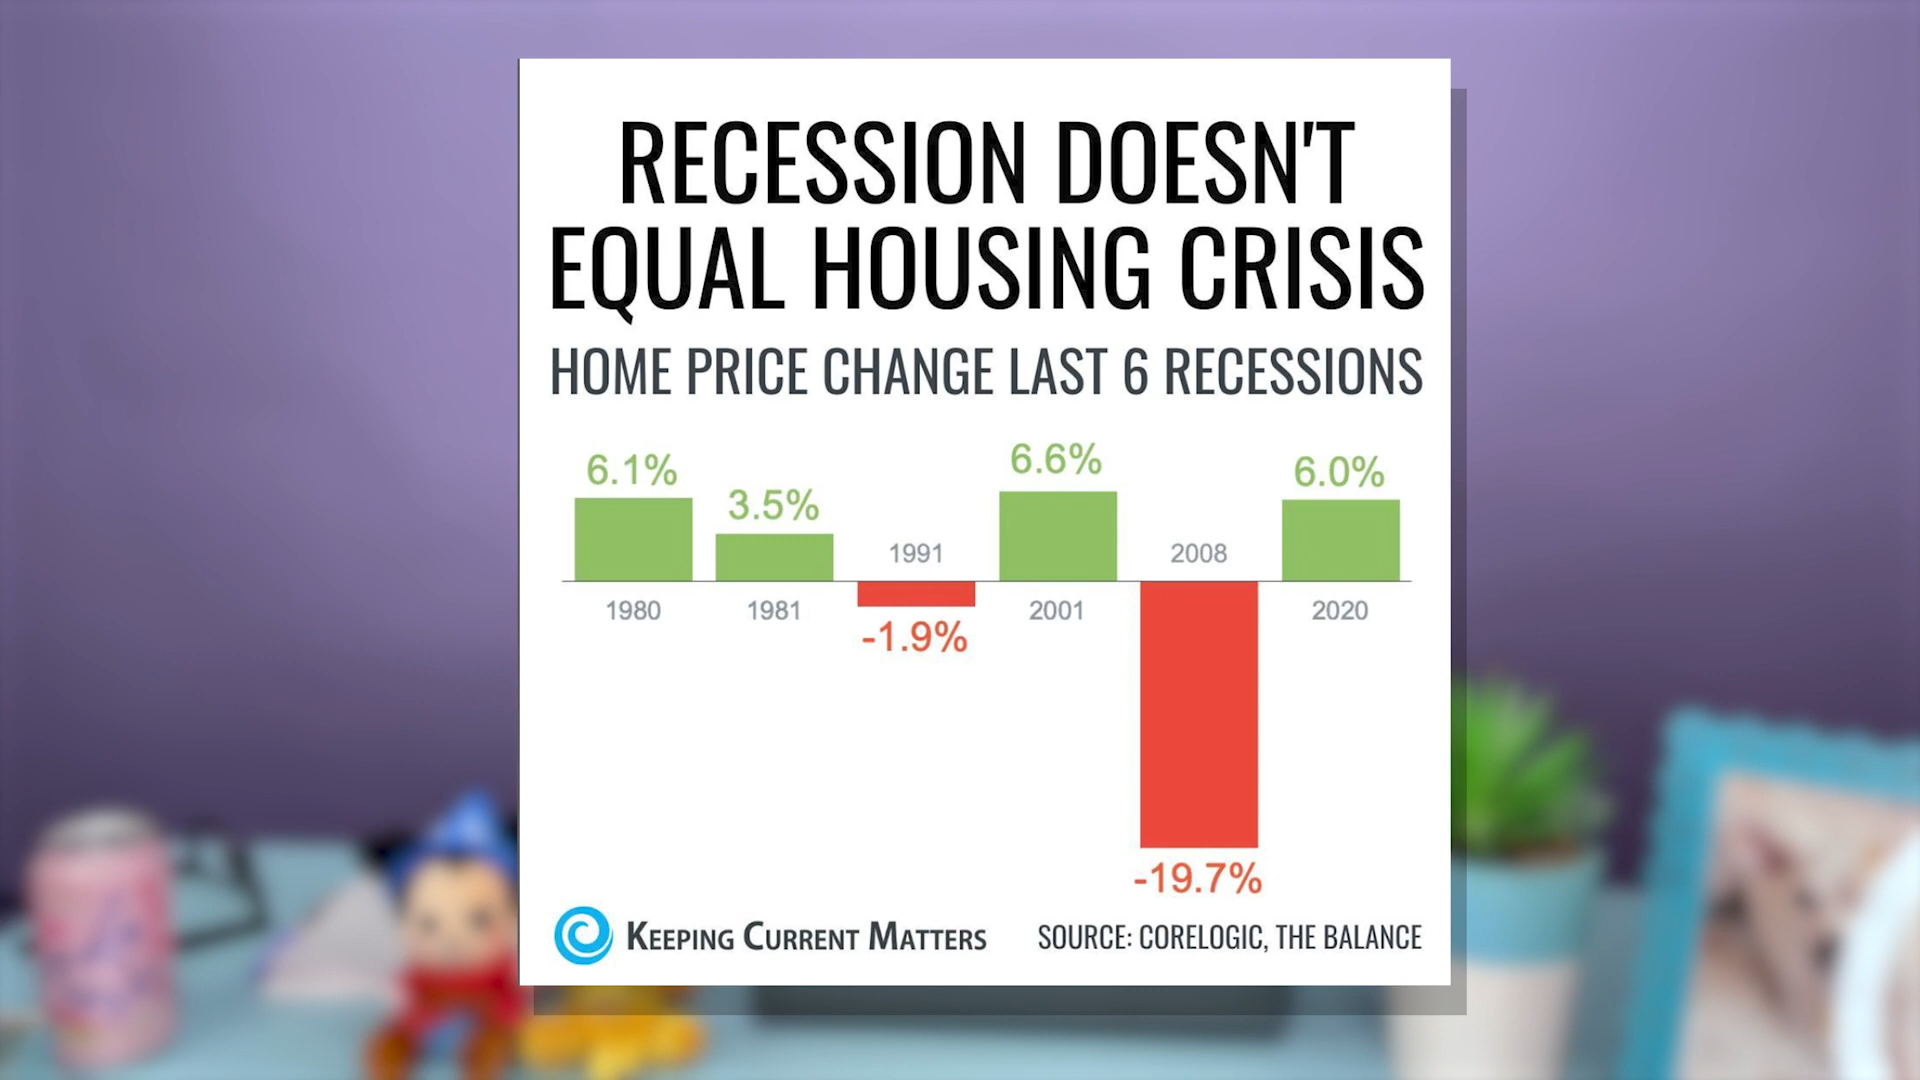 RECESSION DOESN'T
EQUAL HOUSING CRISIS
HOME PRICE CHANGE LAST 6 RECESSIONS
6.1%
3.5%
6.6%
6.0%
1991
2008
1980
1981
2001
2020
-1.9%
-19.7%
KEEPING CURRENT MATTERS
SOURCE: CORELOGIC, THE BALANCE